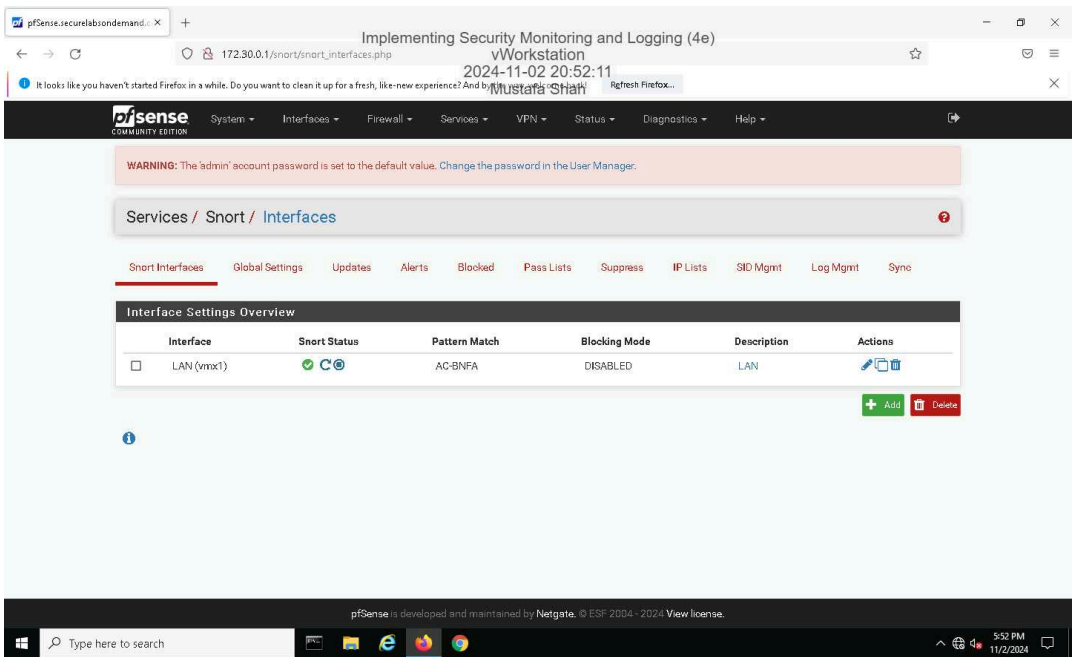 pfSense.securelabsondemand.c
Implementing Security Monitoring and Logging (4e)
172.30.0.1/snort/snort_interfaces.php
vWorkstation
2024-11-02 20:52:11
It looks like you haven't started Firefox in a while. Do you want to clean it up for a fresh, like-new experience? And by the way, welcome back!
Mustafa Shah
Refresh Firefox...
pfsense
COMMUNITY EDITION
System Interfaces Firewall Services VPN Status Diagnostics Help
WARNING: The 'admin' account password is set to the default value. Change the password in the User Manager.
Services / Snort / Interfaces
Snort Interfaces Global Settings Updates Alerts Blocked Pass Lists Suppress IP Lists SID Mgmt Log Mgmt Sync
Interface Settings Overview
Interface Snort Status Pattern Match Blocking Mode Description Actions
LAN (vmx1) AC-BNFA DISABLED LAN
Add Delete
pfSense is developed and maintained by Netgate. © ESF 2004 - 2024 View license.
Type here to search
5:52 PM
11/2/2024